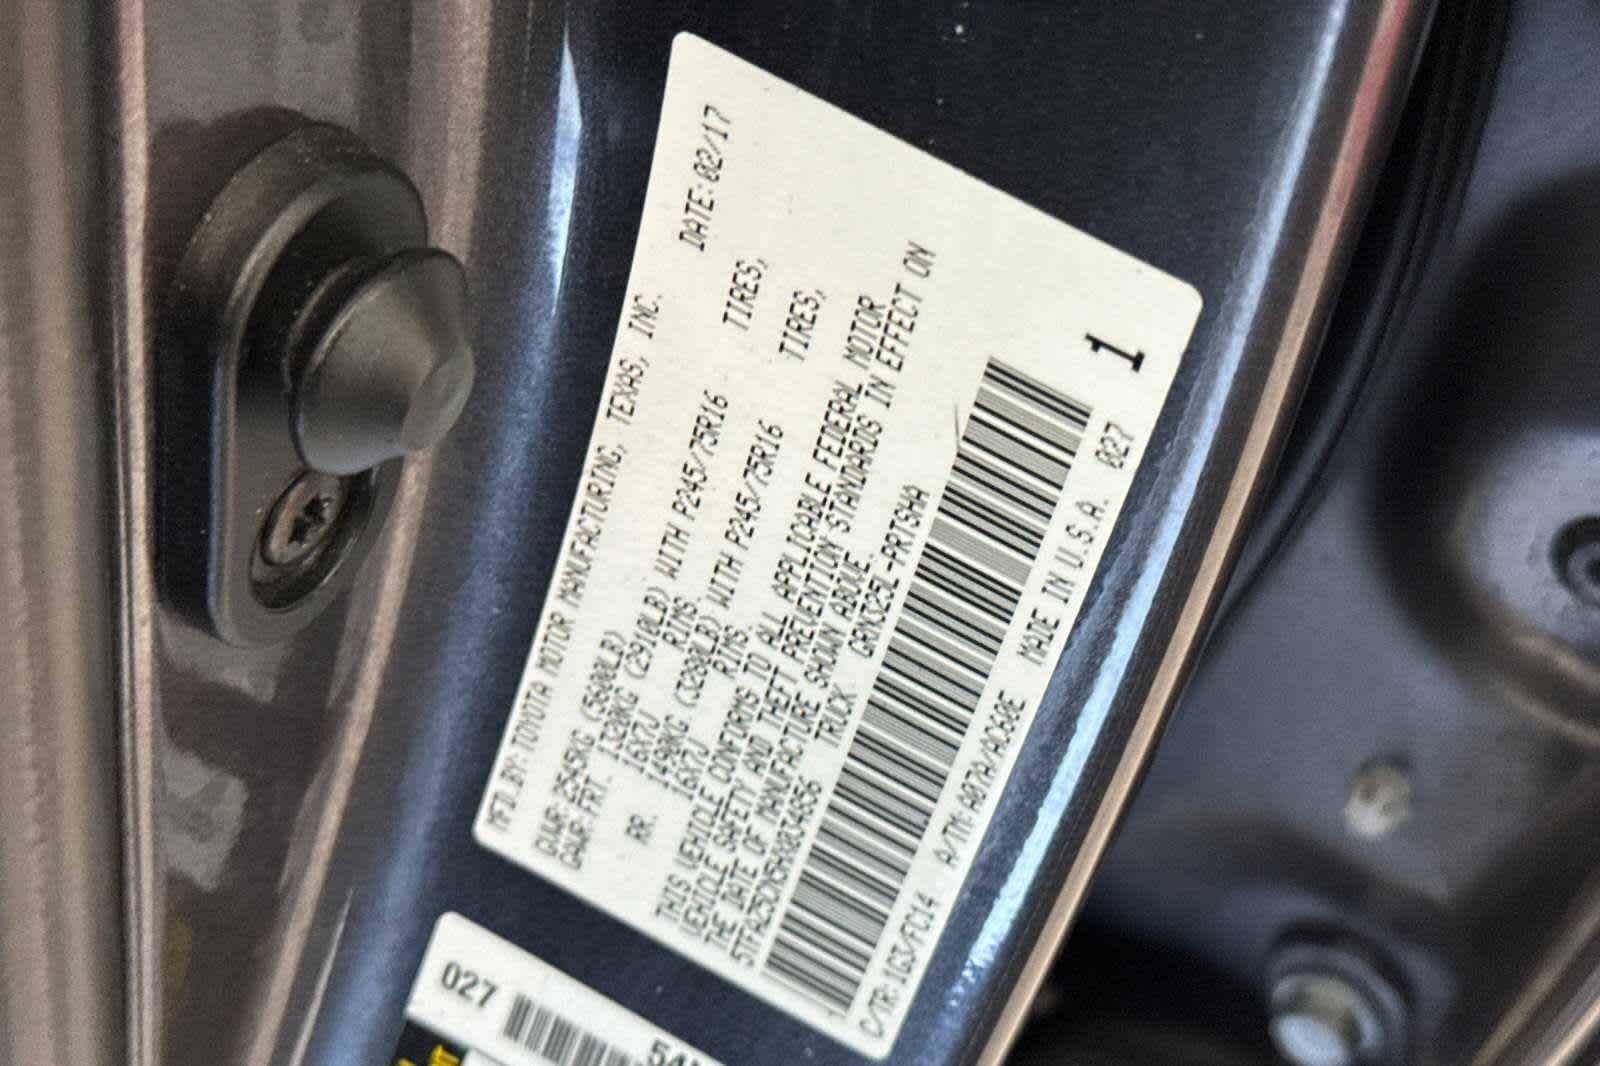 MFD. BY: TOYOTA MOTOR MANUFACTURING, TEXAS, INC. DATE: 02/17
GVWR: 2545KG (5600LB)
GAWR: FRT. 1320KG (2910LB) WITH P245/75R16 TIRES,
16X7J RIMS,
RR. 1490KG (3280LB) WITH P245/75R16 TIRES,
16X7J RIMS.
THIS VEHICLE CONFORMS TO ALL APPLICABLE FEDERAL MOTOR
VEHICLE SAFETY AND THEFT PREVENTION STANDARDS IN EFFECT ON
THE DATE OF MANUFACTURE SHOWN ABOVE.
TRUCK GRN325L-PRTSHA
1
C/TR: 1G3/FC14 A/TM: A07A/AC60E MADE IN U.S.A. 027
027